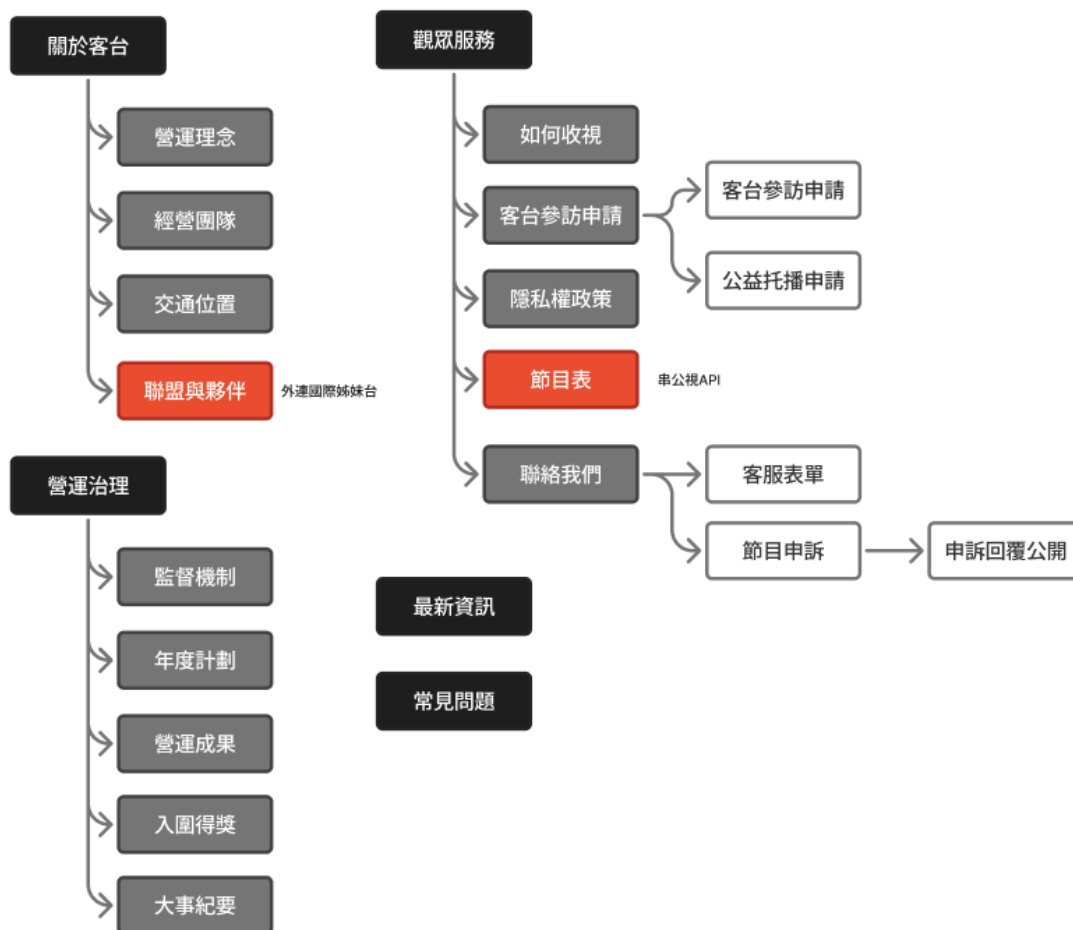 關於客台
營運理念
經營團隊
交通位置
聯盟與夥伴
外連國際姊妹台
營運治理
監督機制
年度計劃
營運成果
入圍得獎
大事紀要
觀眾服務
如何收視
客台參訪申請
客台參訪申請
公益托播申請
隱私權政策
節目表
串公視API
聯絡我們
客服表單
節目申訴
申訴回覆公開
最新資訊
常見問題